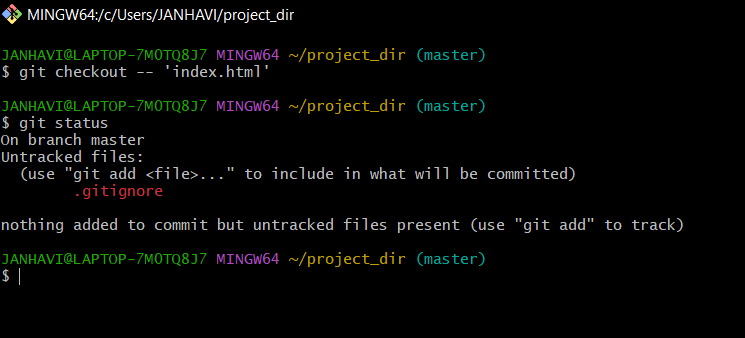 MINGW64:/c/Users/JANHAVI/project_dir
JANHAVI@LAPTOP-7M0TQ8J7 MINGW64 ~/project_dir (master)
$ git checkout -- 'index.html'
JANHAVI@LAPTOP-7M0TQ8J7 MINGW64 ~/project_dir (master)
$ git status
On branch master
Untracked files:
  (use "git add <file>..." to include in what will be committed)
        .gitignore
nothing added to commit but untracked files present (use "git add" to track)
JANHAVI@LAPTOP-7M0TQ8J7 MINGW64 ~/project_dir (master)
$